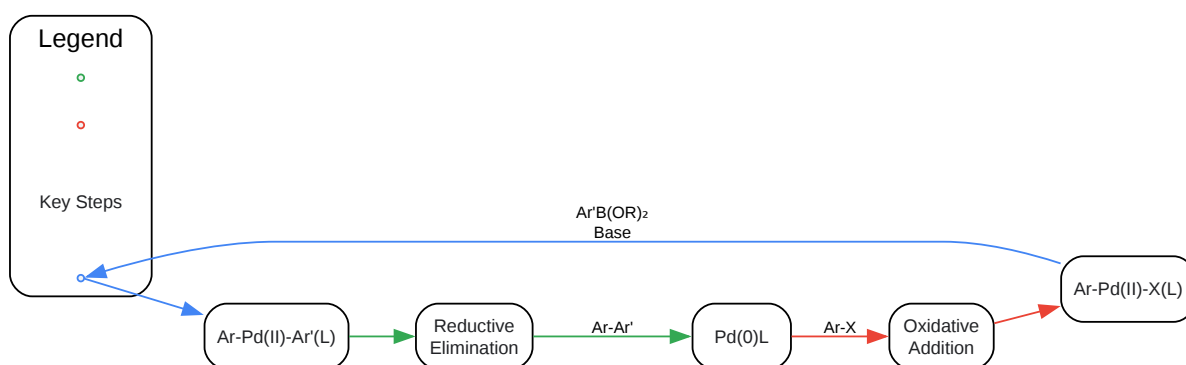 Legend
Key Steps
Ar'B(OR)₂
Base
Ar-Pd(II)-X(L)
Ar-Pd(II)-Ar'(L)
Reductive
Elimination
Ar-Ar'
Pd(0)L
Ar-X
Oxidative
Addition